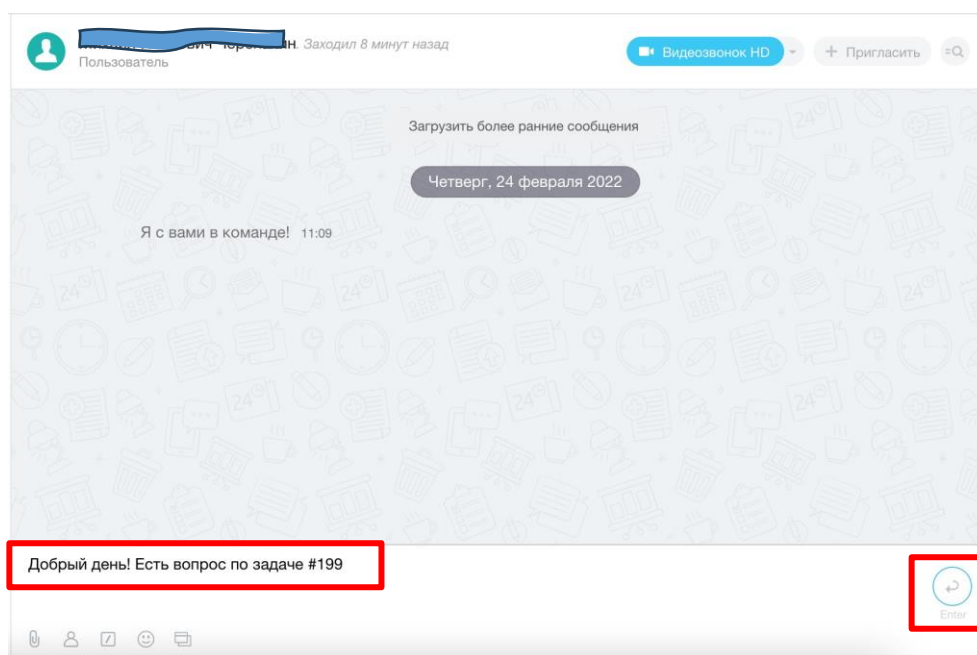 Заходил 8 минут назад
Пользователь
Видеозвонок HD
+ Пригласить
Загрузить более ранние сообщения
Четверг, 24 февраля 2022
Я с вами в команде! 11:09
Добрый день! Есть вопрос по задаче #199
Enter